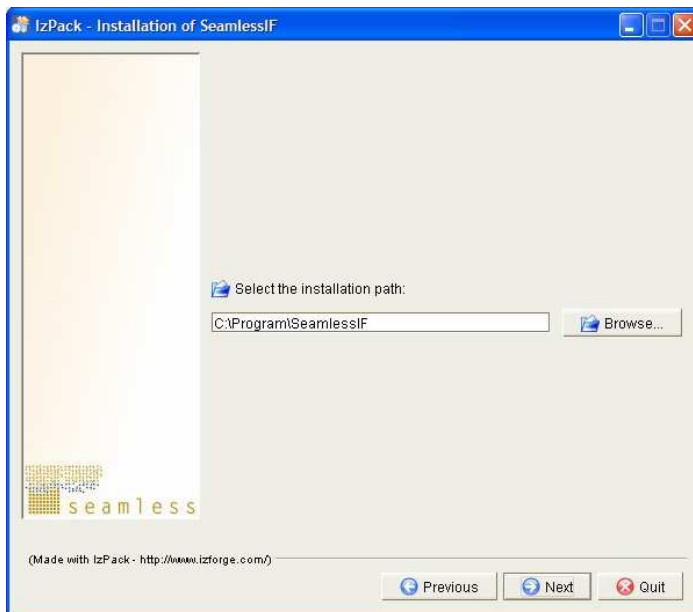 IzPack - Installation of SeamlessIF
Select the installation path:
C:\Program\SeamlessIF
Browse...
seamless
(Made with IzPack - http://www.izforge.com/)
Previous
Next
Quit